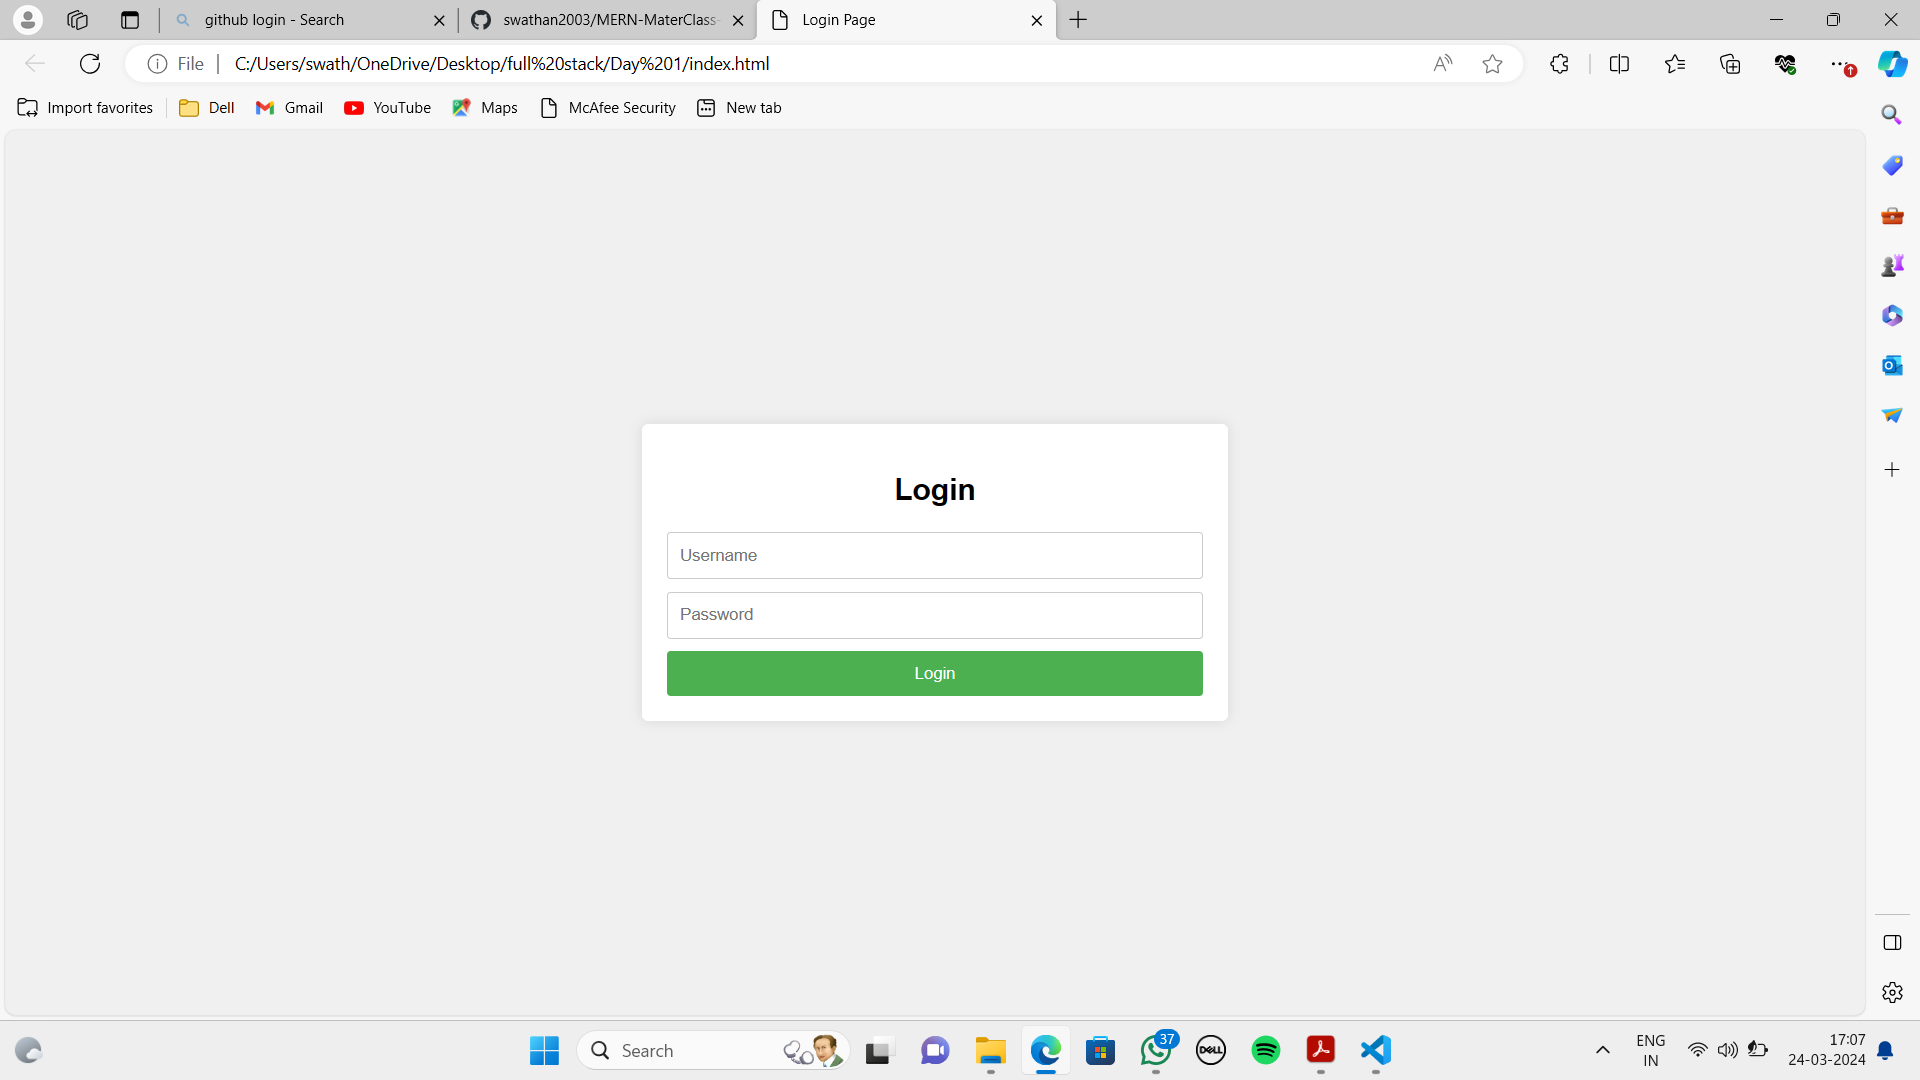 github login - Search
swathan2003/MERN-MaterClass-
Login Page
File
C:/Users/swath/OneDrive/Desktop/full%20stack/Day%201/index.html
Import favorites
Dell
Gmail
YouTube
Maps
McAfee Security
New tab
Login
Username
Password
Login
Search
37
DELL
ENG
IN
17:07
24-03-2024